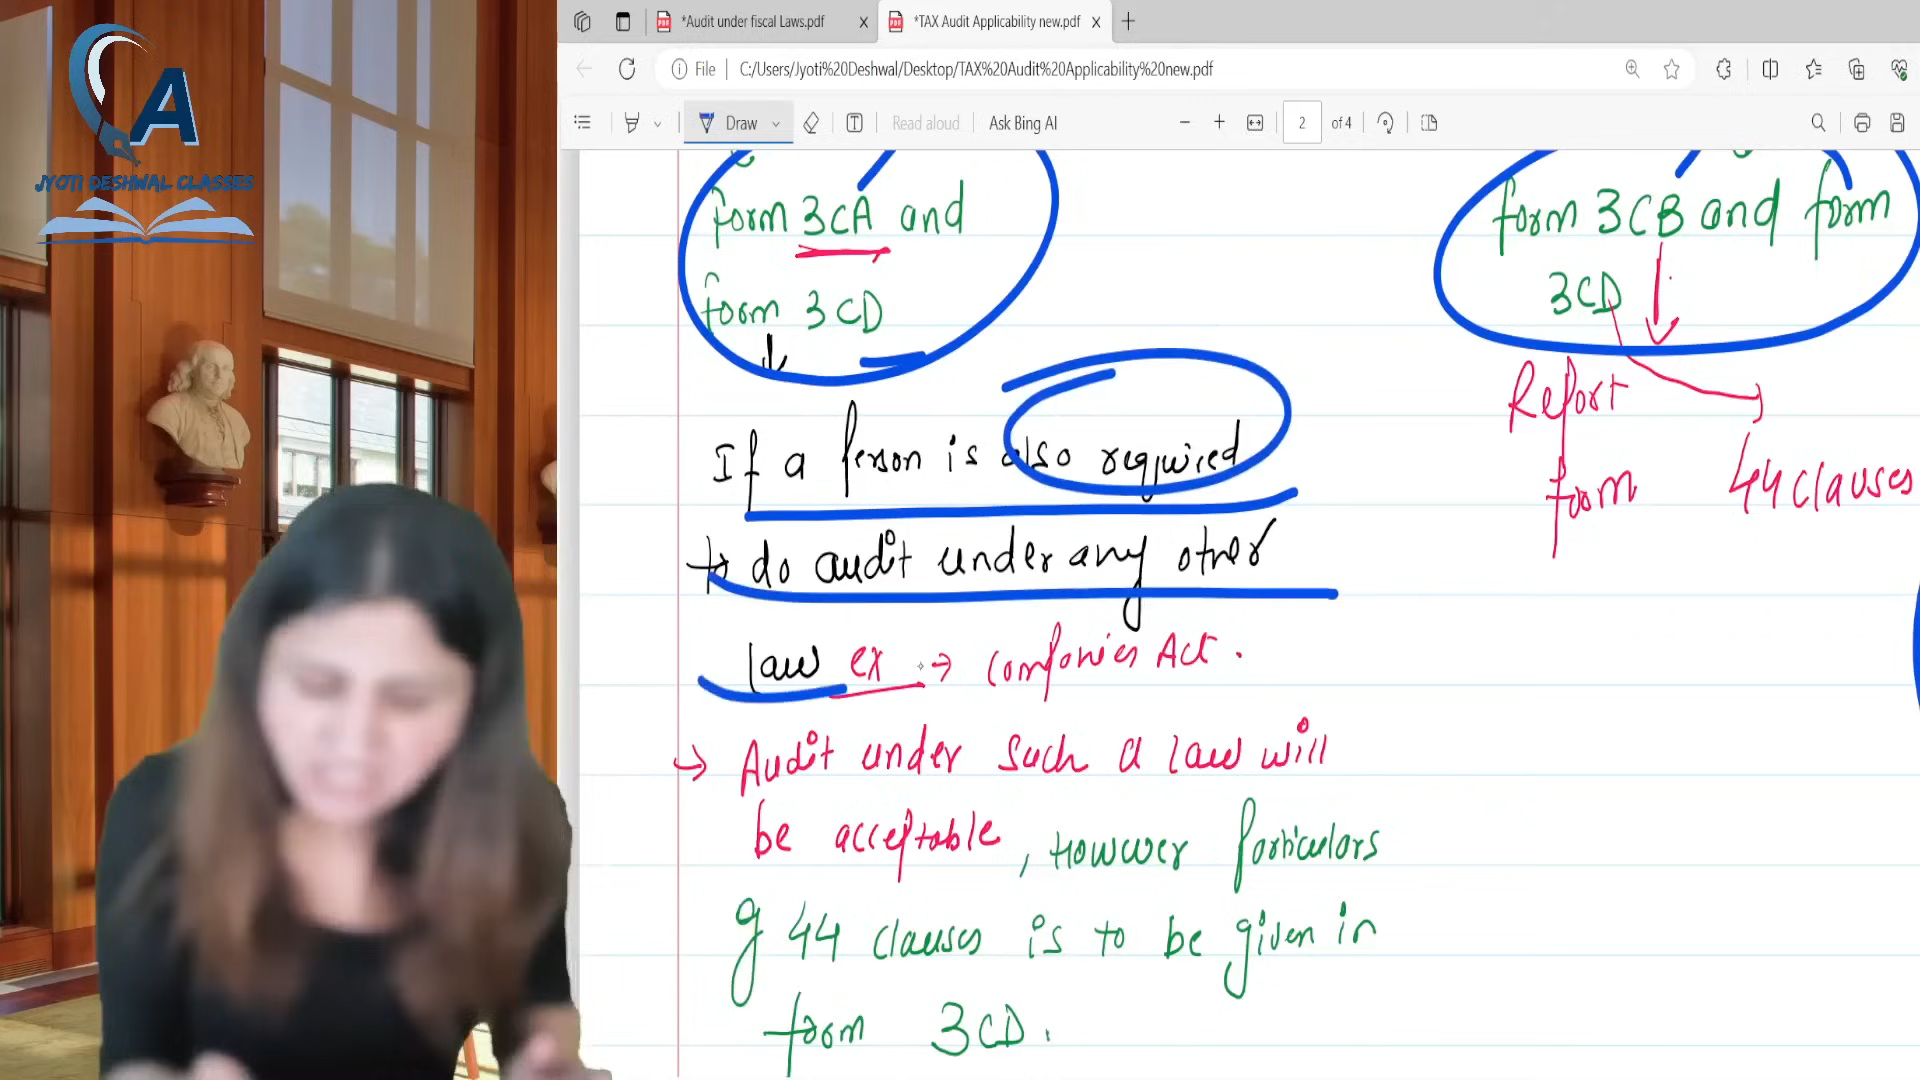 A
JYOTI DESHWAL CLASSES
*Audit under fiscal Laws.pdf
*TAX Audit Applicability new.pdf
File
C:/Users/Jyoti%20Deshwal/Desktop/TAX%20Audit%20Applicability%20new.pdf
Draw
Read aloud
Ask Bing AI
2
of 4
form 3CA and
form 3CD
If a person is also required
to do audit under any other
law ex → Companies Act.
→ Audit under such a law will
be acceptable, However particulars
of 44 clauses is to be given in
form 3CD.
form 3CB and form
3CD
Report
form
44 clauses